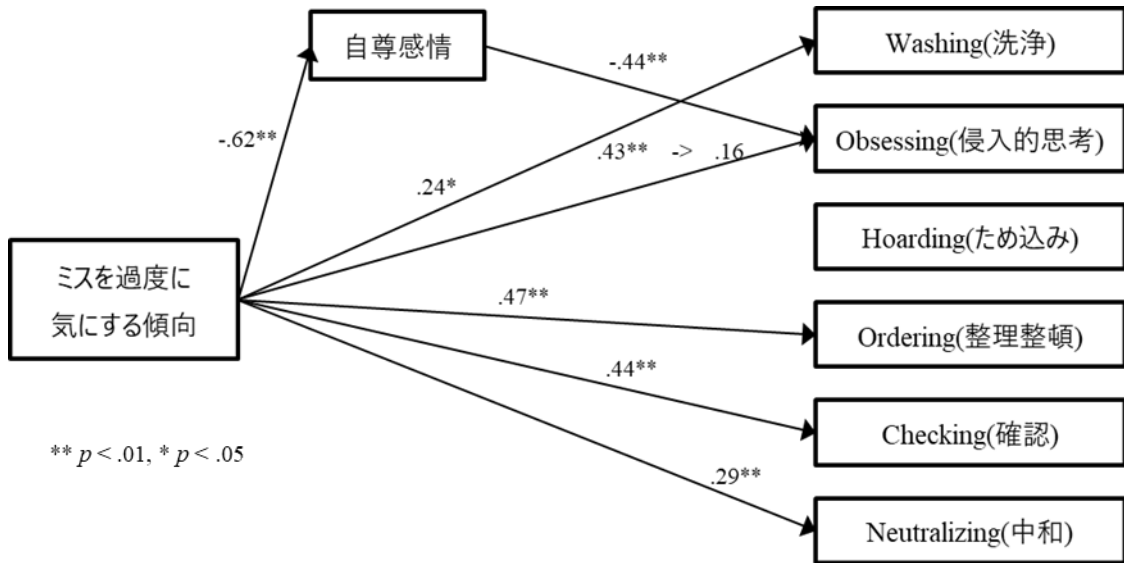 自尊感情
Washing(洗浄)
-.44**
Obsessing(侵入的思考)
-.62**
.43** -> .16
.24*
Hoarding(ため込み)
ミスを過度に
気にする傾向
.47**
Ordering(整理整頓)
.44**
Checking(確認)
** p < .01, * p < .05
.29**
Neutralizing(中和)